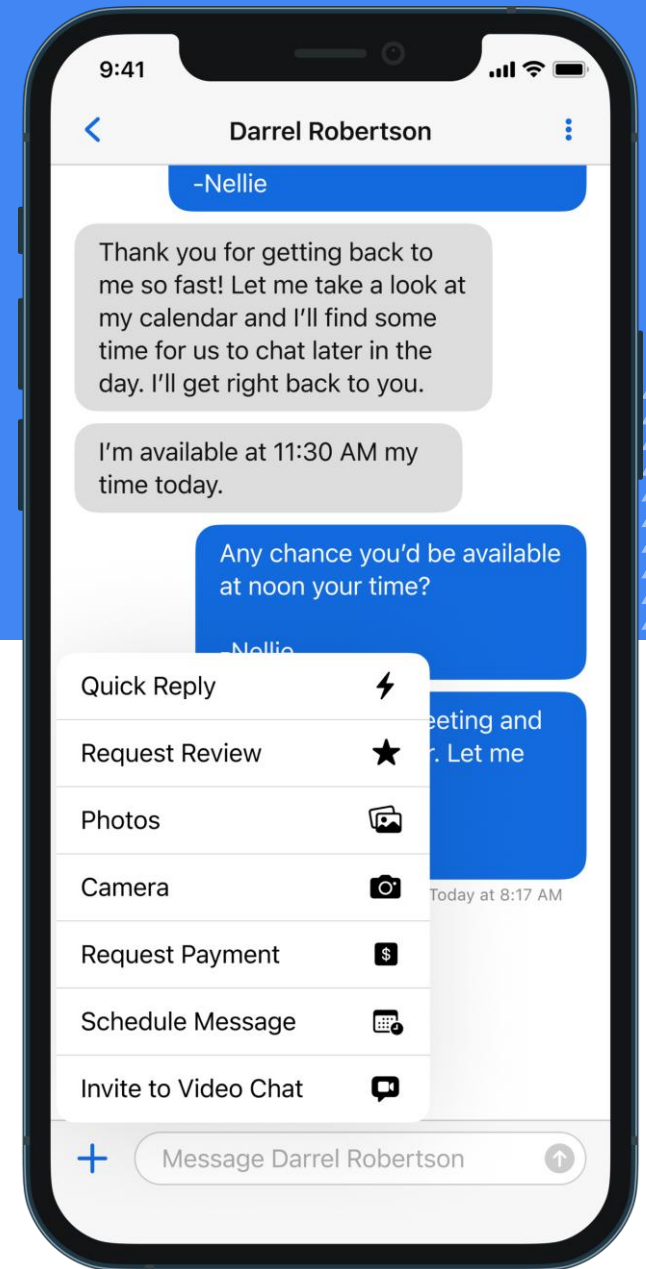 9:41
Darrel Robertson
-Nellie
Thank you for getting back to
me so fast! Let me take a look at
my calendar and I'll find some
time for us to chat later in the
day. I'll get right back to you.
I'm available at 11:30 AM my
time today.
Any chance you'd be available
at noon your time?
-Nellie
and
Let me
Today at 8:17 AM
Quick Reply
Request Review
Photos
Camera
Request Payment
$
Schedule Message
Invite to Video Chat
Message Darrel Robertson